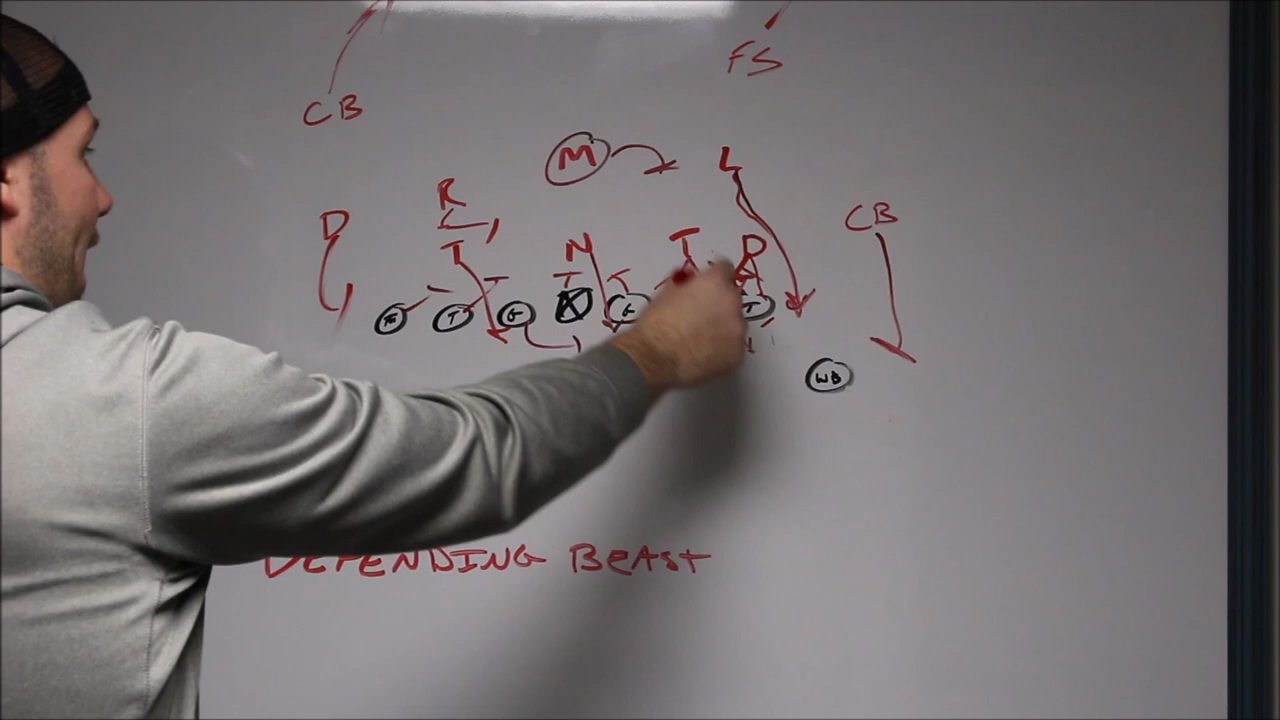 FS
CB
M L
R
D CB
T N T D
T G X G T
WB
DEFENDING BEAST